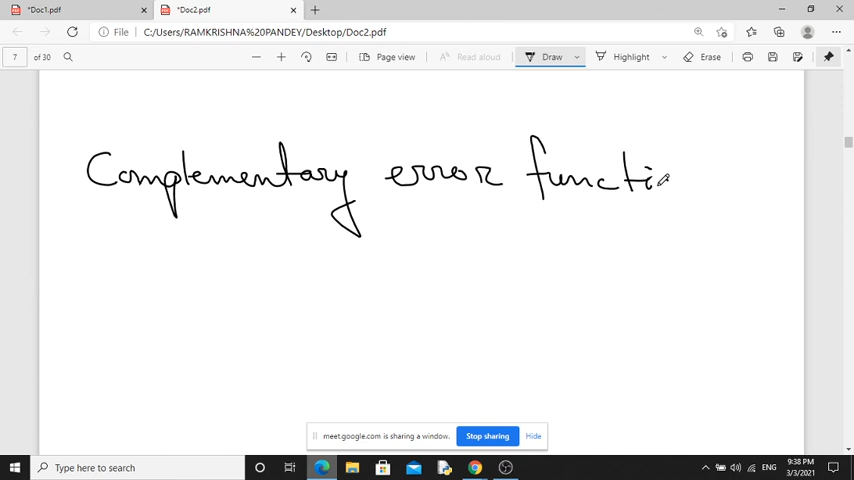 *Doc1.pdf
*Doc2.pdf
File C:/Users/RAMKRISHNA%20PANDEY/Desktop/Doc2.pdf
7 of 30 Page view Read aloud Draw Highlight Erase
Complementary error functi
meet.google.com is sharing a window. Stop sharing Hide
Type here to search
ENG
9:38 PM
3/3/2021